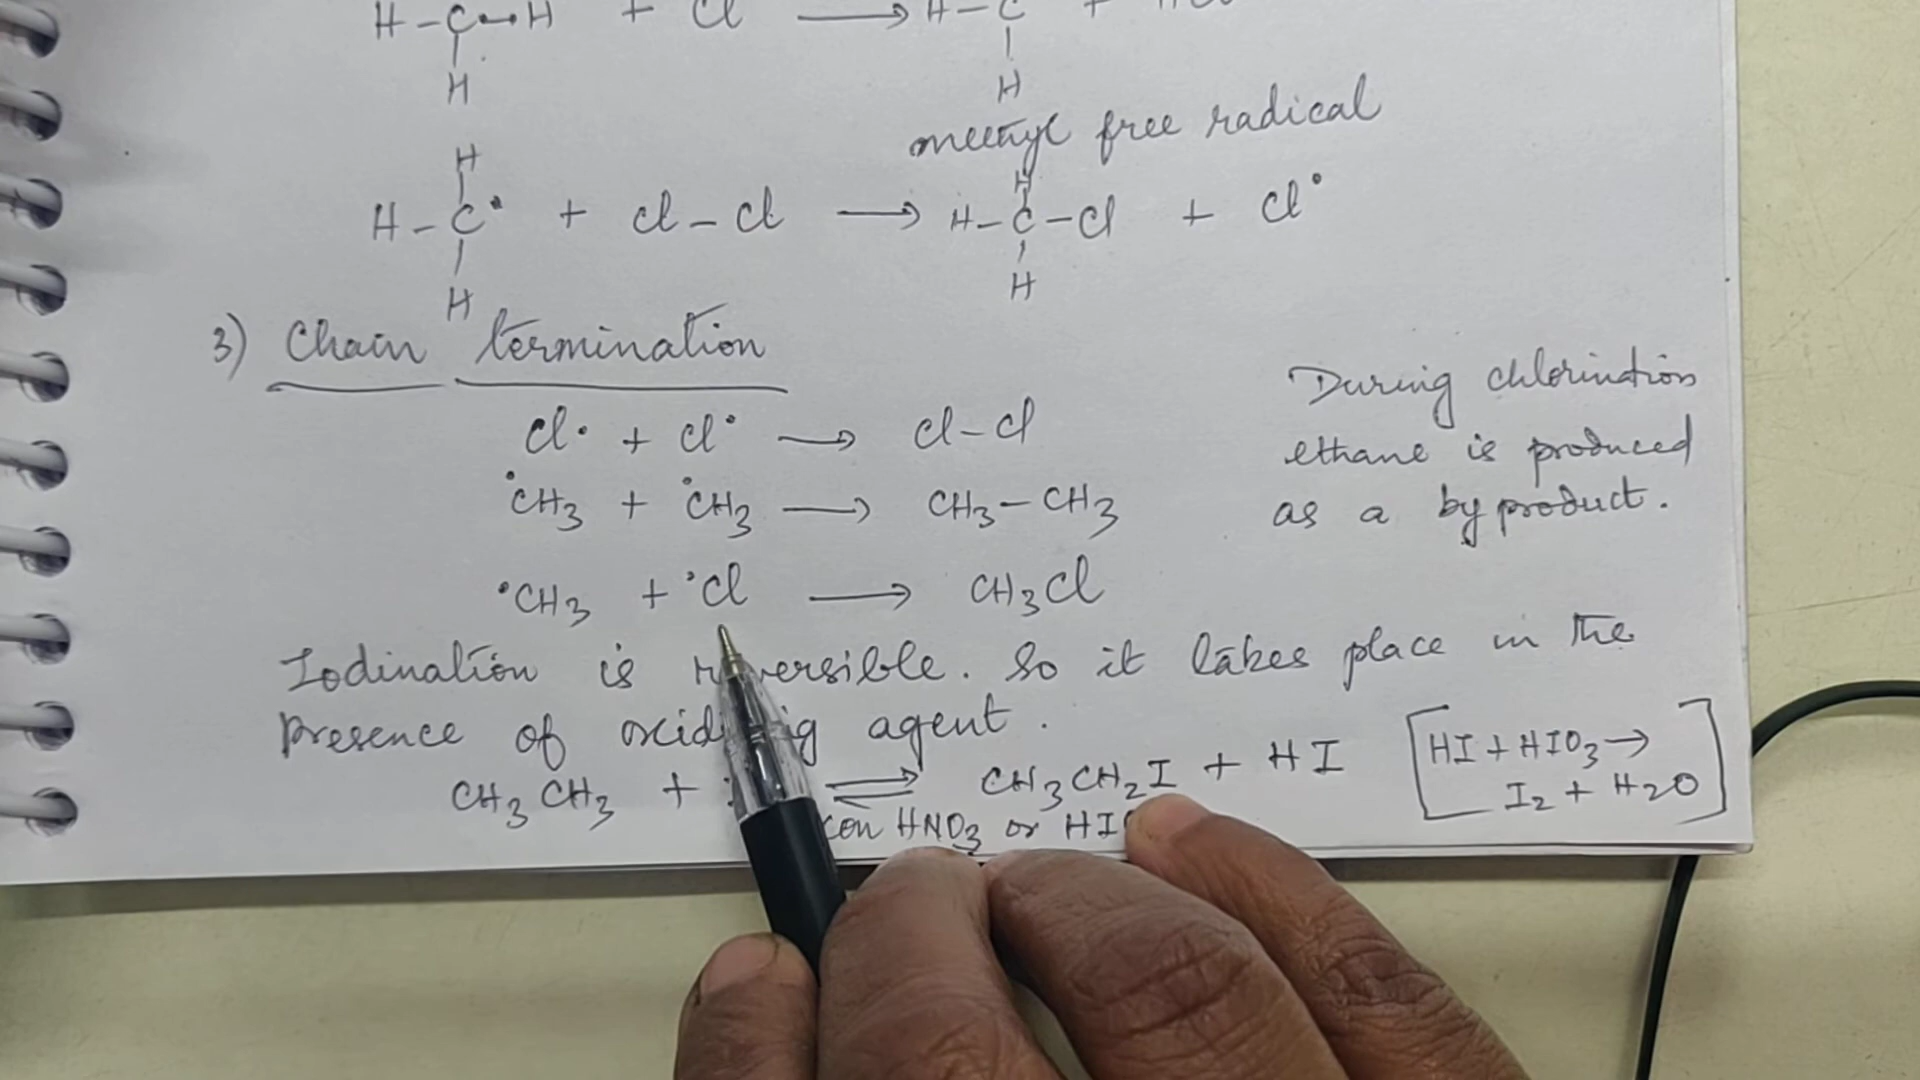 H-C-H + Cl → H-C +
H H
methyl free radical
H H
H-C• + Cl-Cl → H-C-Cl + Cl•
H H
3) Chain termination
Cl• + Cl• → Cl-Cl
•CH3 + •CH3 → CH3-CH3
•CH3 + •Cl → CH3Cl
During chlorination
ethane is produced
as a by product.
Iodination is reversible. So it takes place in the
presence of oxidizing agent.
CH3CH3 + ⇌ CH3CH2I + HI
con HNO3 or
[HI + HIO3 →
I2 + H2O]